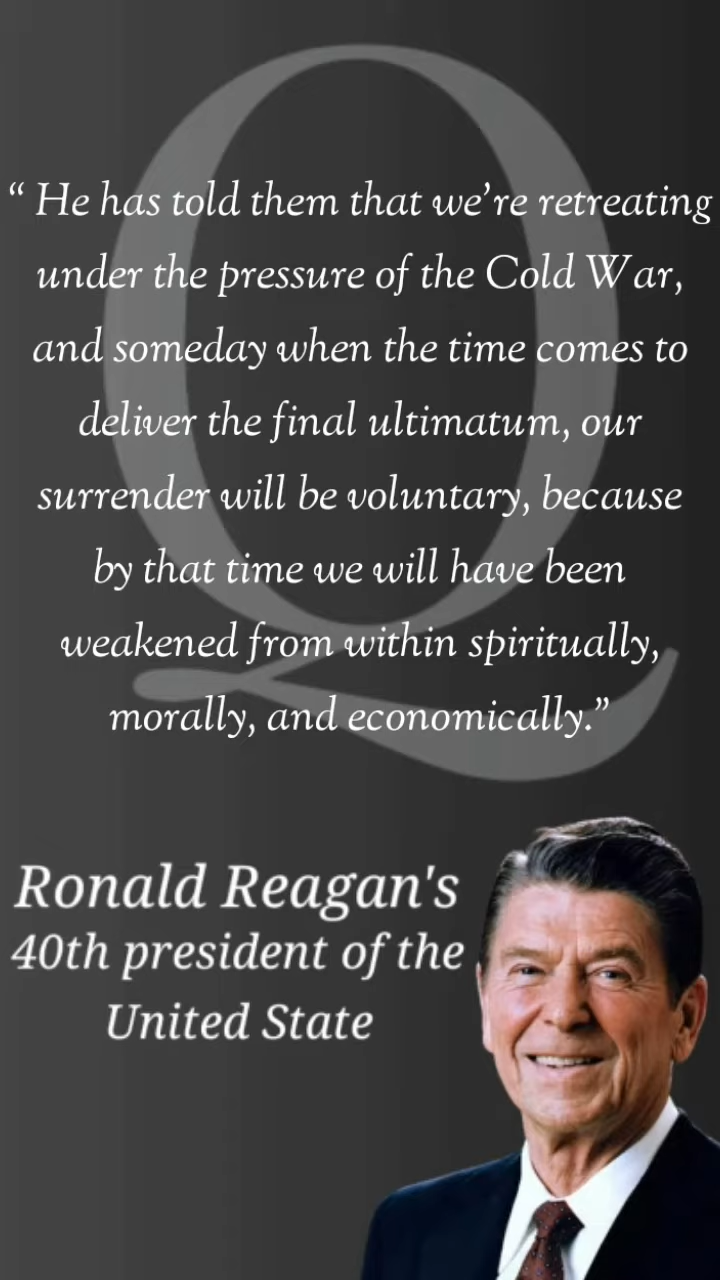 “ He has told them that we’re retreating
under the pressure of the Cold War,
and someday when the time comes to
deliver the final ultimatum, our
surrender will be voluntary, because
by that time we will have been
weakened from within spiritually,
morally, and economically.”
Ronald Reagan's
40th president of the
United State
Q